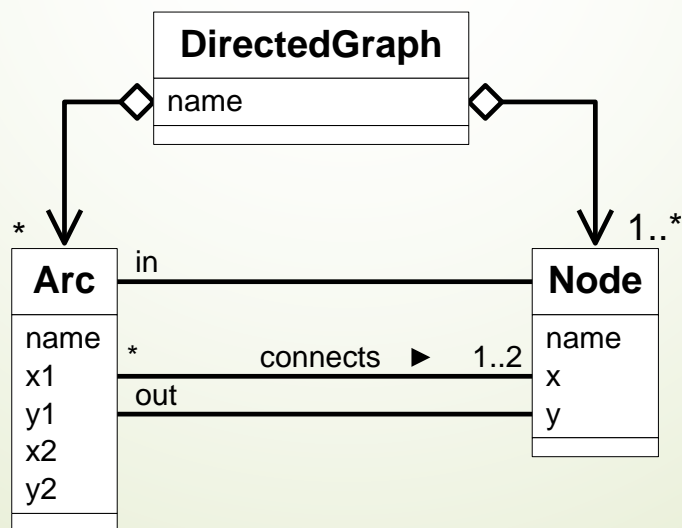 DirectedGraph
name
*
1..*
Arc
in
Node
name
x1
y1
x2
y2
* connects ► 1..2
out
name
x
y